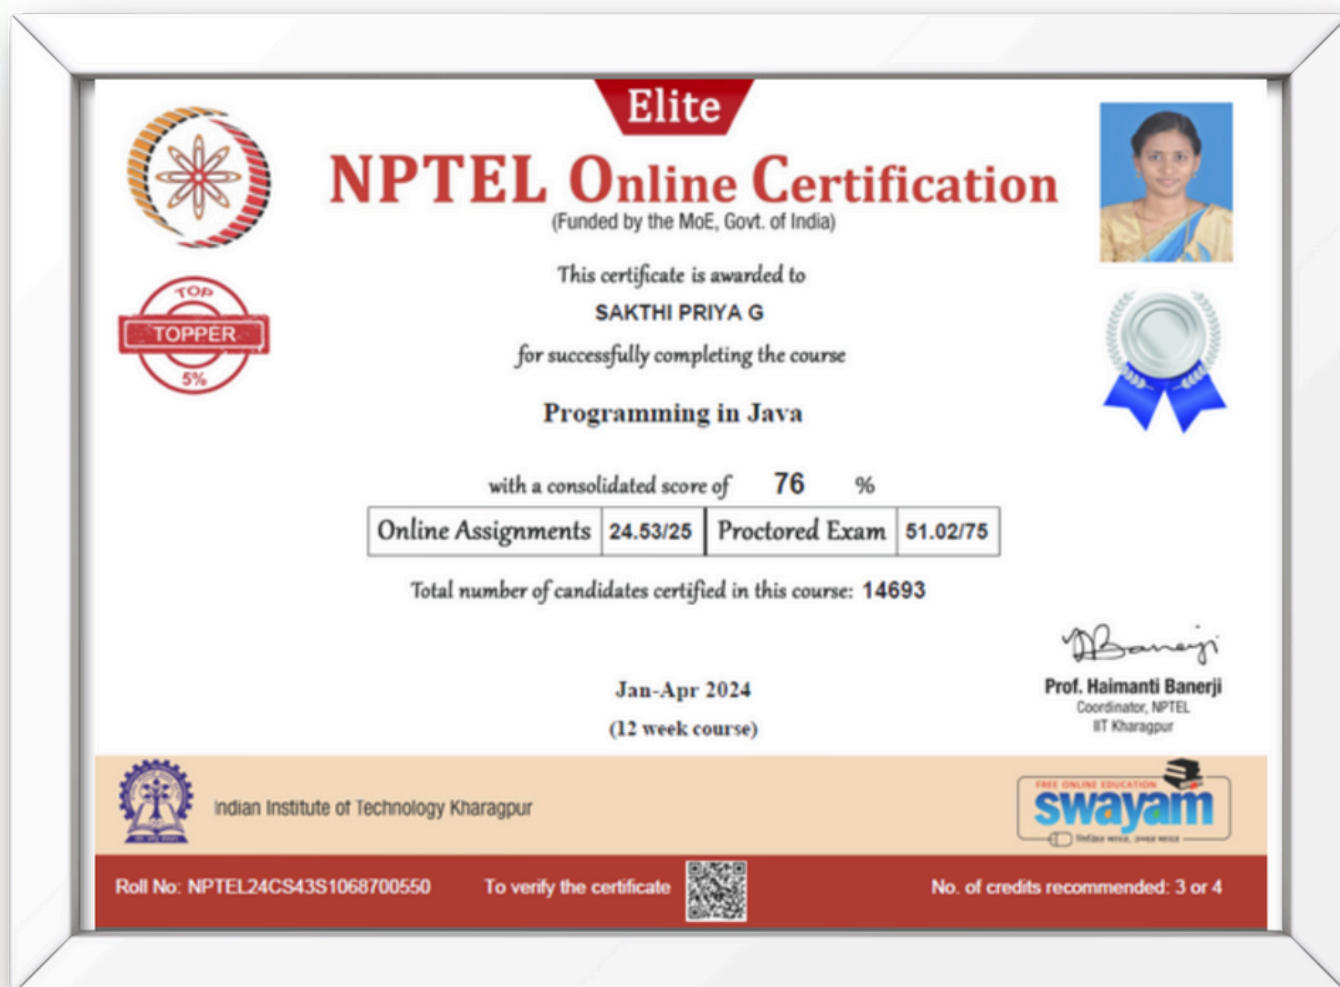 Elite
NPTEL Online Certification
(Funded by the MoE, Govt. of India)
This certificate is awarded to
SAKTHI PRIYA G
for successfully completing the course
TOP
TOPPER
5%
Programming in Java
with a consolidated score of 76 %
Online Assignments 24.53/25 Proctored Exam 51.02/75
Total number of candidates certified in this course: 14693
Jan-Apr 2024
(12 week course)
Prof. Haimanti Banerji
Coordinator, NPTEL
IIT Kharagpur
Indian Institute of Technology Kharagpur
FREE ONLINE EDUCATION
swayam
Roll No: NPTEL24CS43S1068700550 To verify the certificate No. of credits recommended: 3 or 4